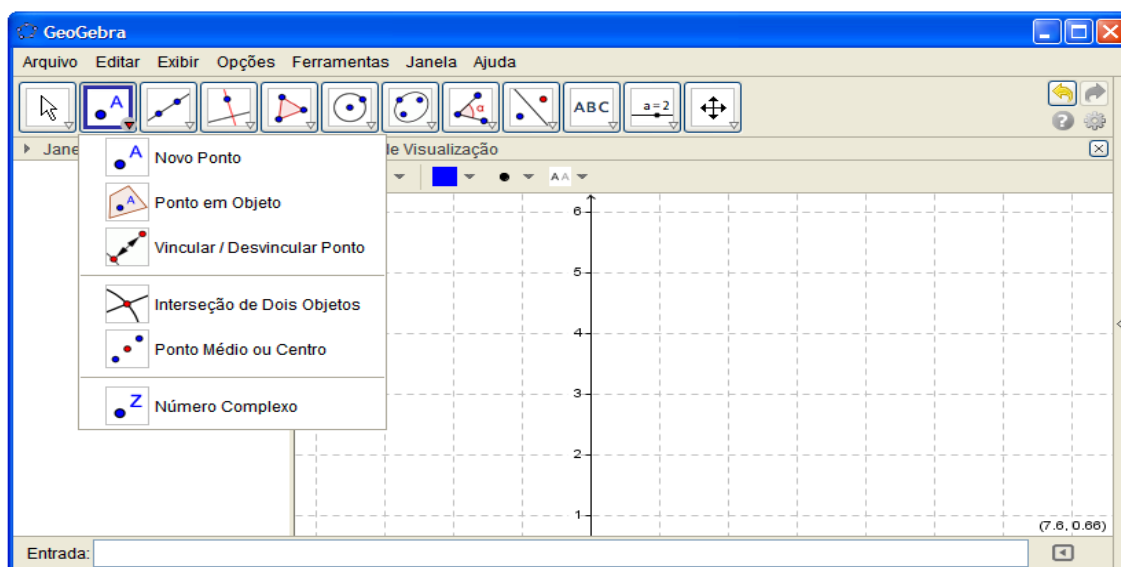 GeoGebra
Arquivo Editar Exibir Opções Ferramentas Janela Ajuda
A ABC a=2
α
Jane le Visualização
A A
A Novo Ponto
A Ponto em Objeto
Vincular / Desvincular Ponto
Interseção de Dois Objetos
Ponto Médio ou Centro
Z Número Complexo
6
5
4
3
2
1
(7.6, 0.66)
Entrada: